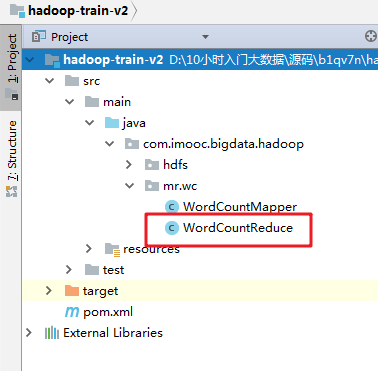 hadoop-train-v2
Project
hadoop-train-v2 D:\10小时入门大数据\源码\b1qv7n\ha
src
main
java
com.imooc.bigdata.hadoop
hdfs
mr.wc
WordCountMapper
WordCountReduce
resources
test
target
pom.xml
External Libraries
1: Project
7: Structure